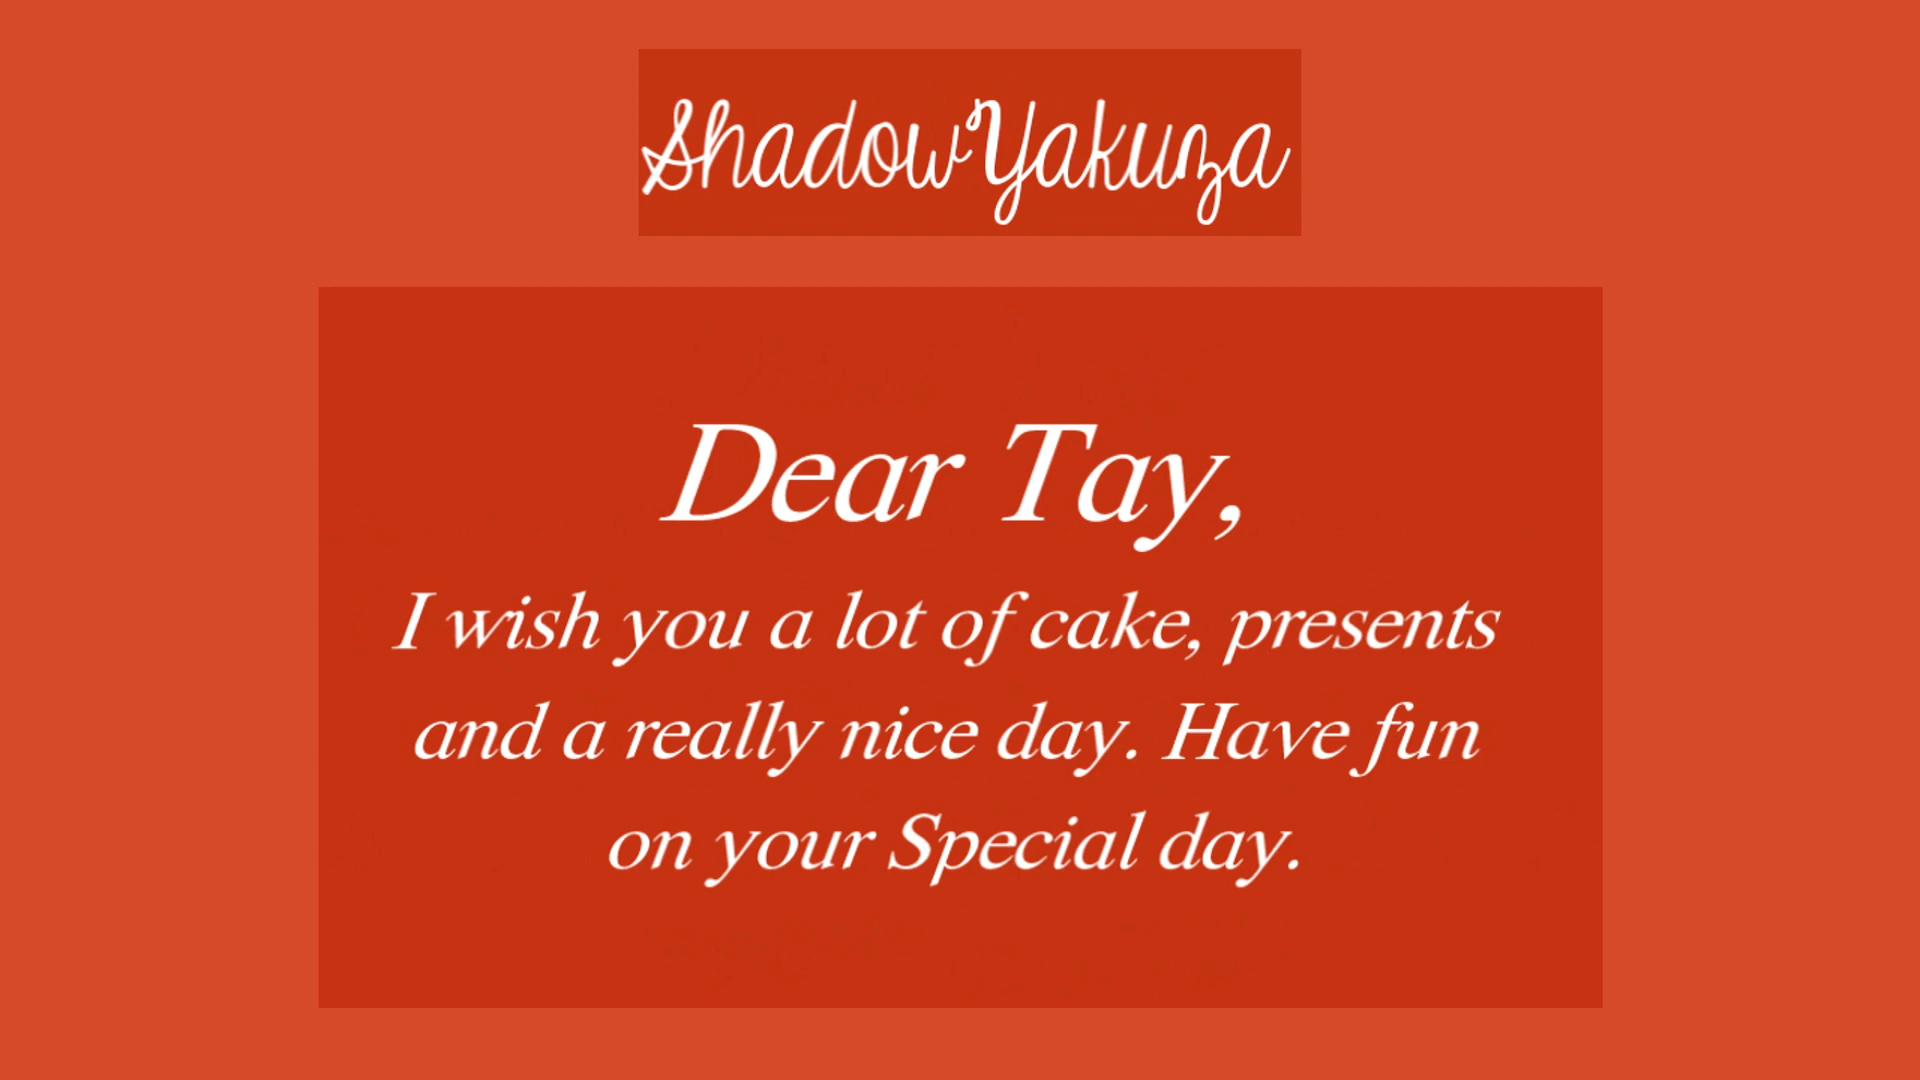 ShadowYakuza
Dear Tay,
I wish you a lot of cake, presents
and a really nice day. Have fun
on your Special day.